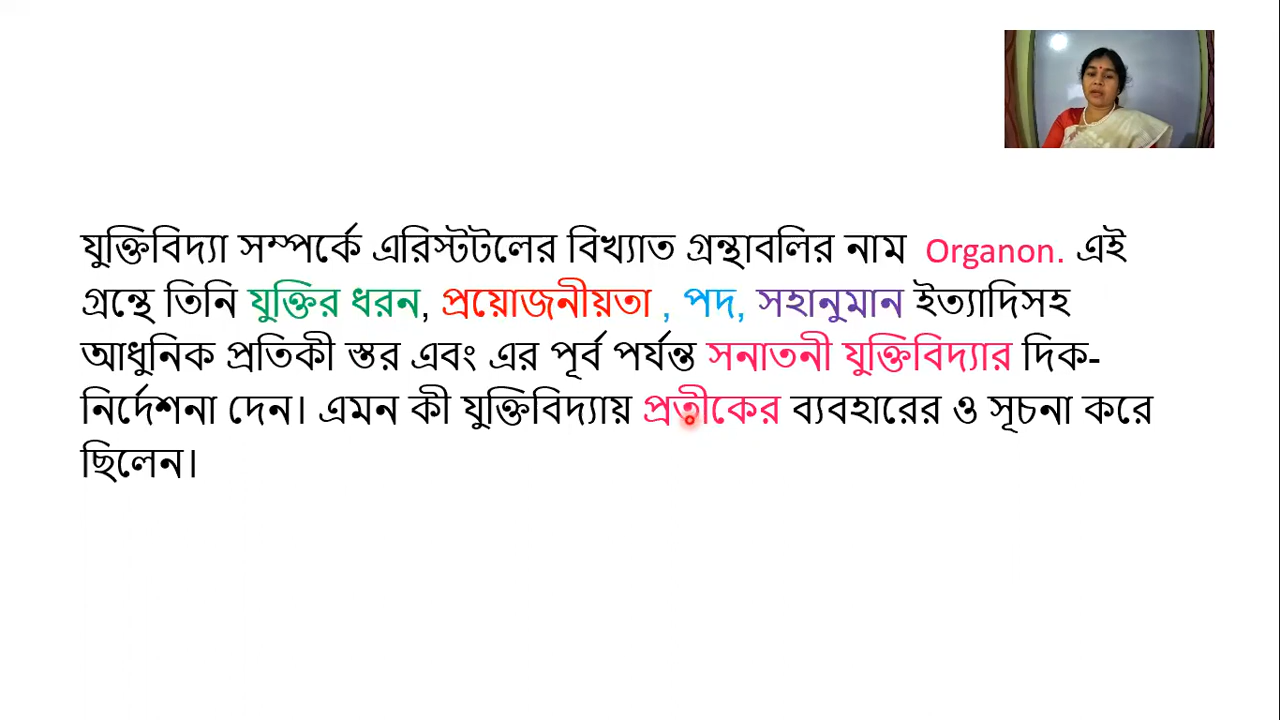 যুক্তিবিদ্যা সম্পর্কে এরিস্টটলের বিখ্যাত গ্রন্থাবলির নাম Organon. এই
গ্রন্থে তিনি যুক্তির ধরন, প্রয়োজনীয়তা , পদ, সহানুমান ইত্যাদিসহ
আধুনিক প্রতিকী স্তর এবং এর পূর্ব পর্যন্ত সনাতনী যুক্তিবিদ্যার দিক-
নির্দেশনা দেন। এমন কী যুক্তিবিদ্যায় প্রতীকের ব্যবহারের ও সূচনা করে
ছিলেন।